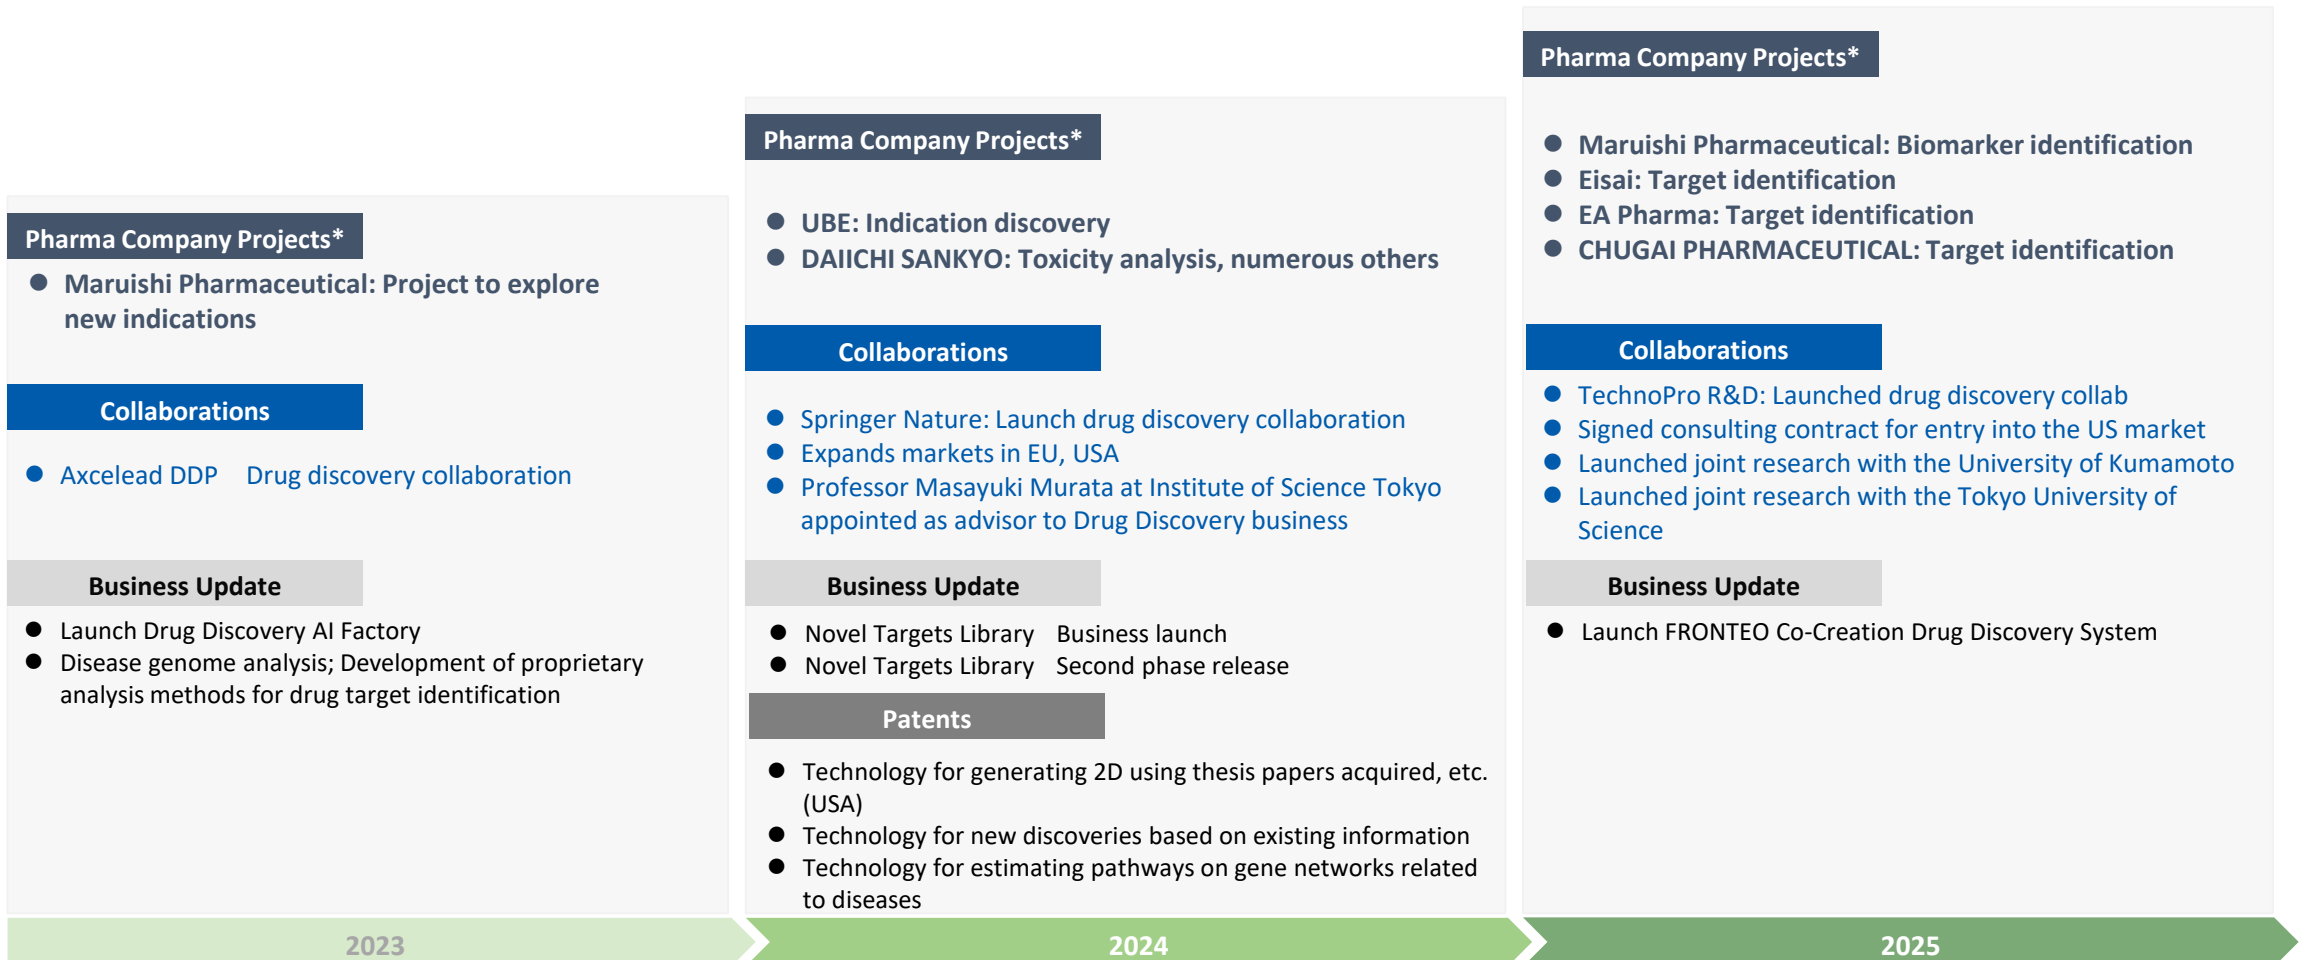 Pharma Company Projects*
● Maruishi Pharmaceutical: Project to explore
new indications
Collaborations
● Axcelead DDP Drug discovery collaboration
Business Update
● Launch Drug Discovery AI Factory
● Disease genome analysis; Development of proprietary
analysis methods for drug target identification
2023
Pharma Company Projects*
● UBE: Indication discovery
● DAIICHI SANKYO: Toxicity analysis, numerous others
Collaborations
● Springer Nature: Launch drug discovery collaboration
● Expands markets in EU, USA
● Professor Masayuki Murata at Institute of Science Tokyo
appointed as advisor to Drug Discovery business
Business Update
● Novel Targets Library Business launch
● Novel Targets Library Second phase release
Patents
● Technology for generating 2D using thesis papers acquired, etc.
(USA)
● Technology for new discoveries based on existing information
● Technology for estimating pathways on gene networks related
to diseases
2024
Pharma Company Projects*
● Maruishi Pharmaceutical: Biomarker identification
● Eisai: Target identification
● EA Pharma: Target identification
● CHUGAI PHARMACEUTICAL: Target identification
Collaborations
● TechnoPro R&D: Launched drug discovery collab
● Signed consulting contract for entry into the US market
● Launched joint research with the University of Kumamoto
● Launched joint research with the Tokyo University of
Science
Business Update
● Launch FRONTEO Co-Creation Drug Discovery System
2025